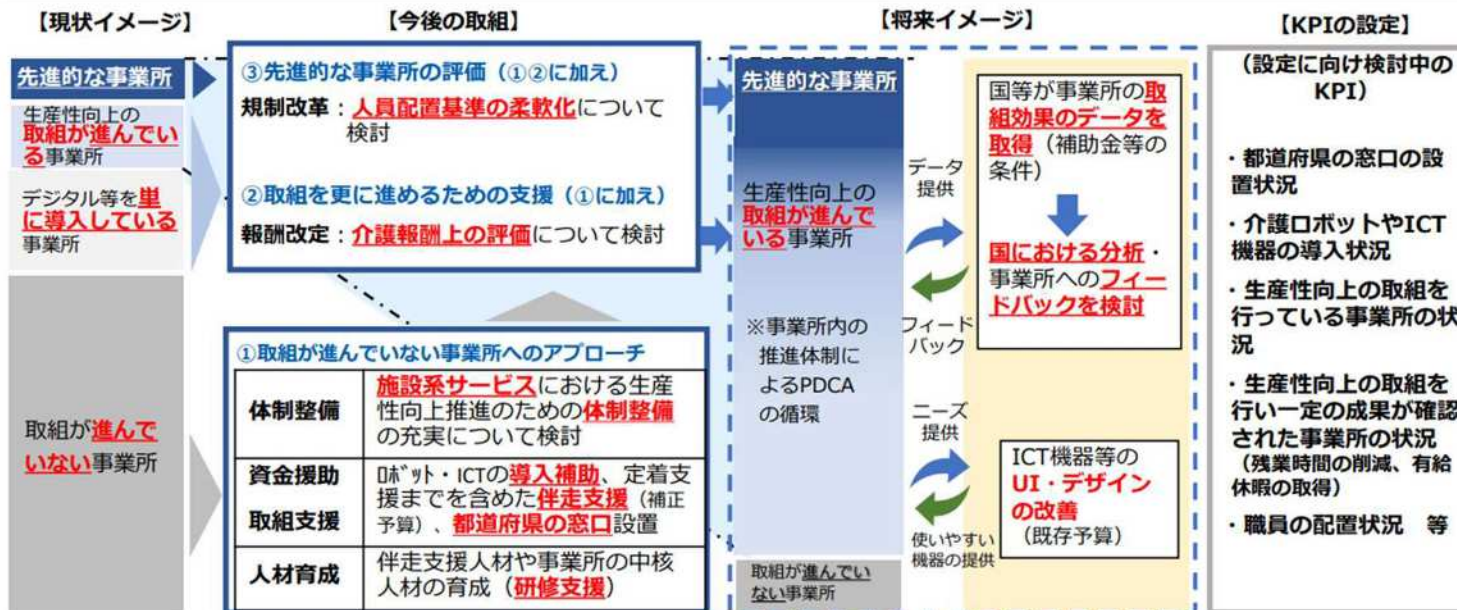 【現状イメージ】
【今後の取組】
【将来イメージ】
【KPIの設定】
先進的な事業所
生産性向上の
取組が進んでい
る事業所
デジタル等を単
に導入している
事業所
取組が進んで
いない事業所
③先進的な事業所の評価（①②に加え）
規制改革：人員配置基準の柔軟化について
検討
②取組を更に進めるための支援（①に加え）
報酬改定：介護報酬上の評価について検討
①取組が進んでいない事業所へのアプローチ
体制整備
施設系サービスにおける生産
性向上推進のための体制整備
の充実について検討
資金援助
取組支援
ﾛﾎﾞｯﾄ・ICTの導入補助、定着支
援までを含めた伴走支援（補正
予算）、都道府県の窓口設置
人材育成
伴走支援人材や事業所の中核
人材の育成（研修支援）
先進的な事業所
生産性向上の
取組が進んで
いる事業所
※事業所内の
推進体制に
よるPDCA
の循環
取組が進んでい
ない事業所
データ
提供
フィード
バック
ニーズ
提供
使いやすい
機器の提供
国等が事業所の取
組効果のデータを
取得（補助金等の
条件）
国における分析・
事業所へのフィー
ドバックを検討
ICT機器等の
UI・デザイン
の改善
（既存予算）
（設定に向け検討中の
KPI）
・都道府県の窓口の設
置状況
・介護ロボットやICT
機器の導入状況
・生産性向上の取組を
行っている事業所の状
況
・生産性向上の取組を
行い一定の成果が確認
された事業所の状況
（残業時間の削減、有給
休暇の取得）
・職員の配置状況　等